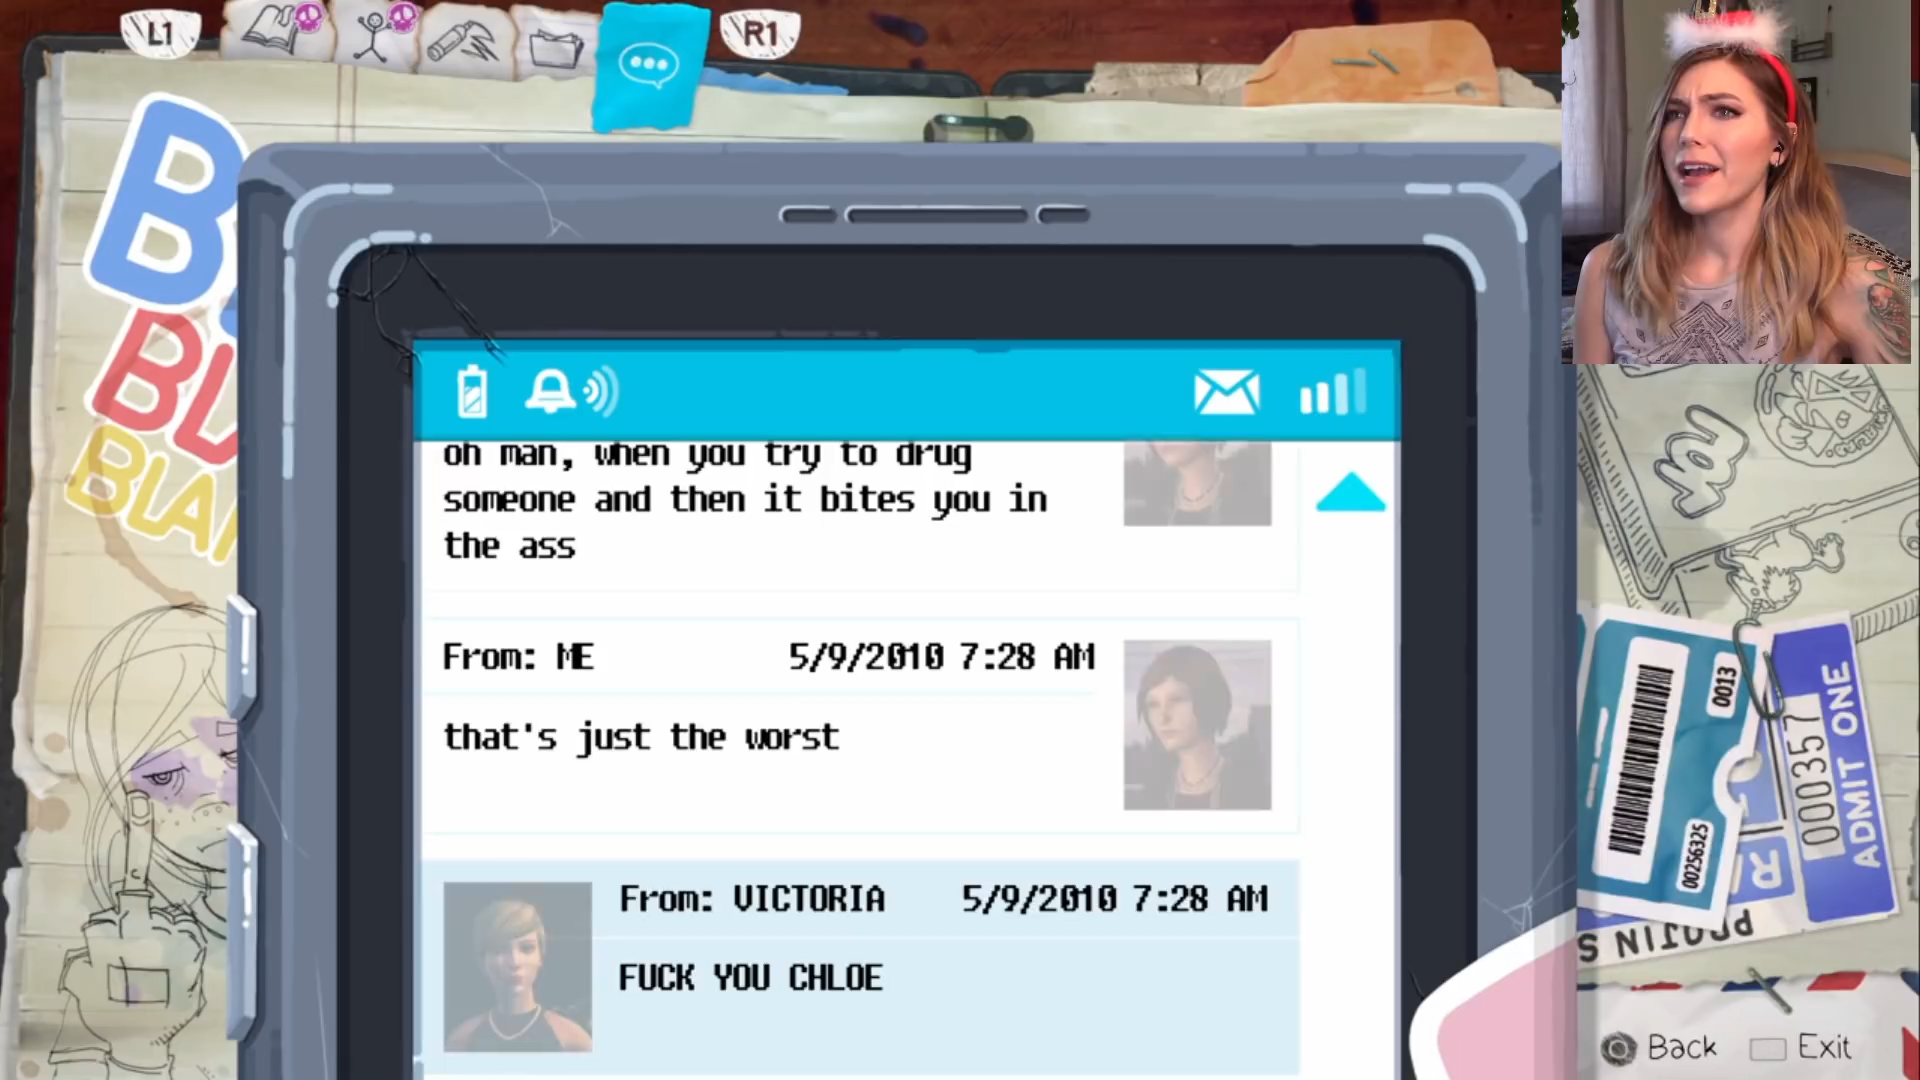 L1
R1
oh man, when you try to drug
someone and then it bites you in
the ass
From: ME 5/9/2010 7:28 AM
that's just the worst
From: VICTORIA 5/9/2010 7:28 AM
FUCK YOU CHLOE
0013
00256325
000357
ADMIT ONE
Back
Exit